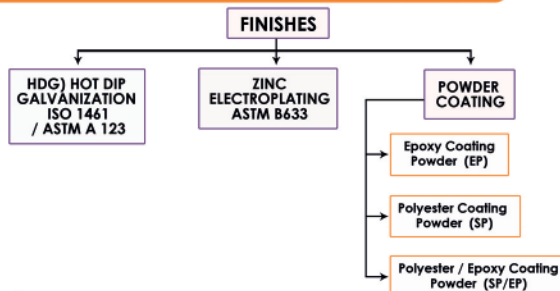 FINISHES
HDG) HOT DIP
GALVANIZATION
ISO 1461
/ ASTM A 123
ZINC
ELECTROPLATING
ASTM B633
POWDER
COATING
Epoxy Coating
Powder (EP)
Polyester Coating
Powder (SP)
Polyester / Epoxy Coating
Powder (SP/EP)